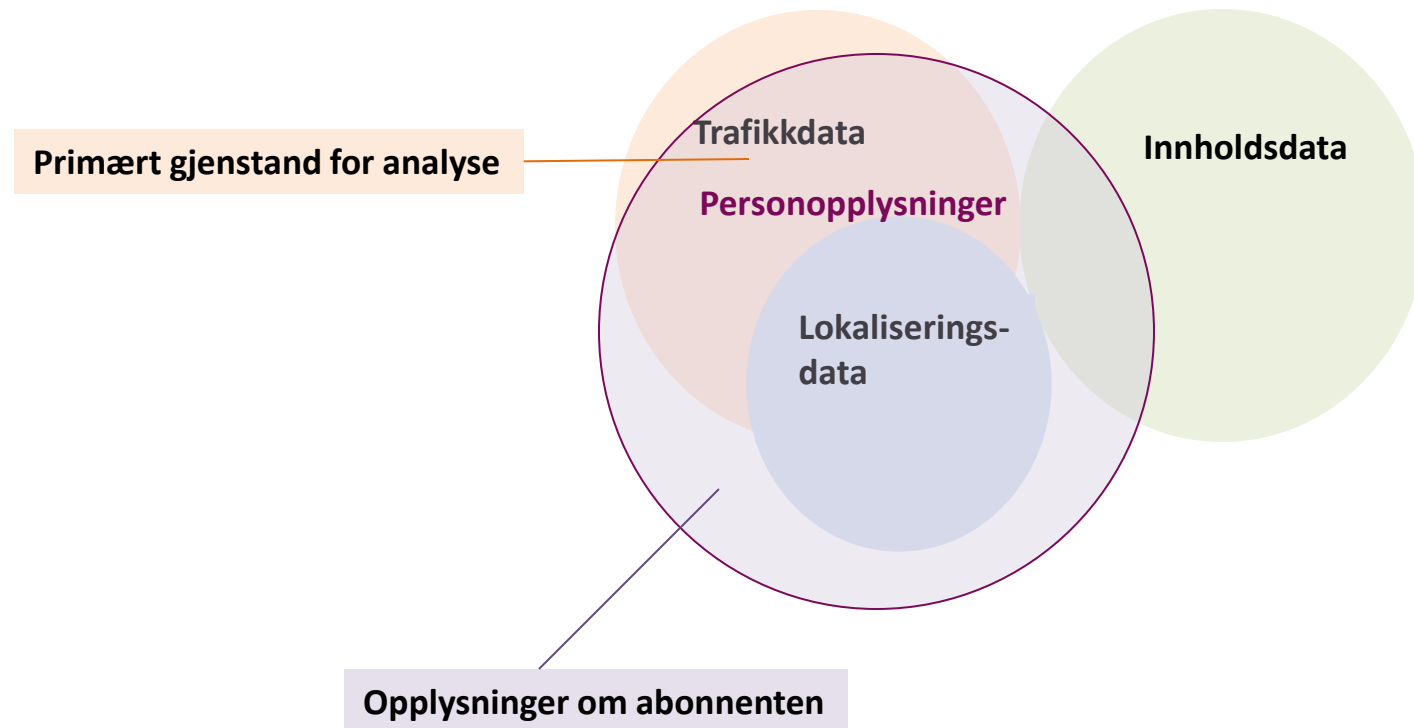 Trafikkdata
Innholdsdata
Primært gjenstand for analyse
Personopplysninger
Lokaliserings-
data
Opplysninger om abonnenten